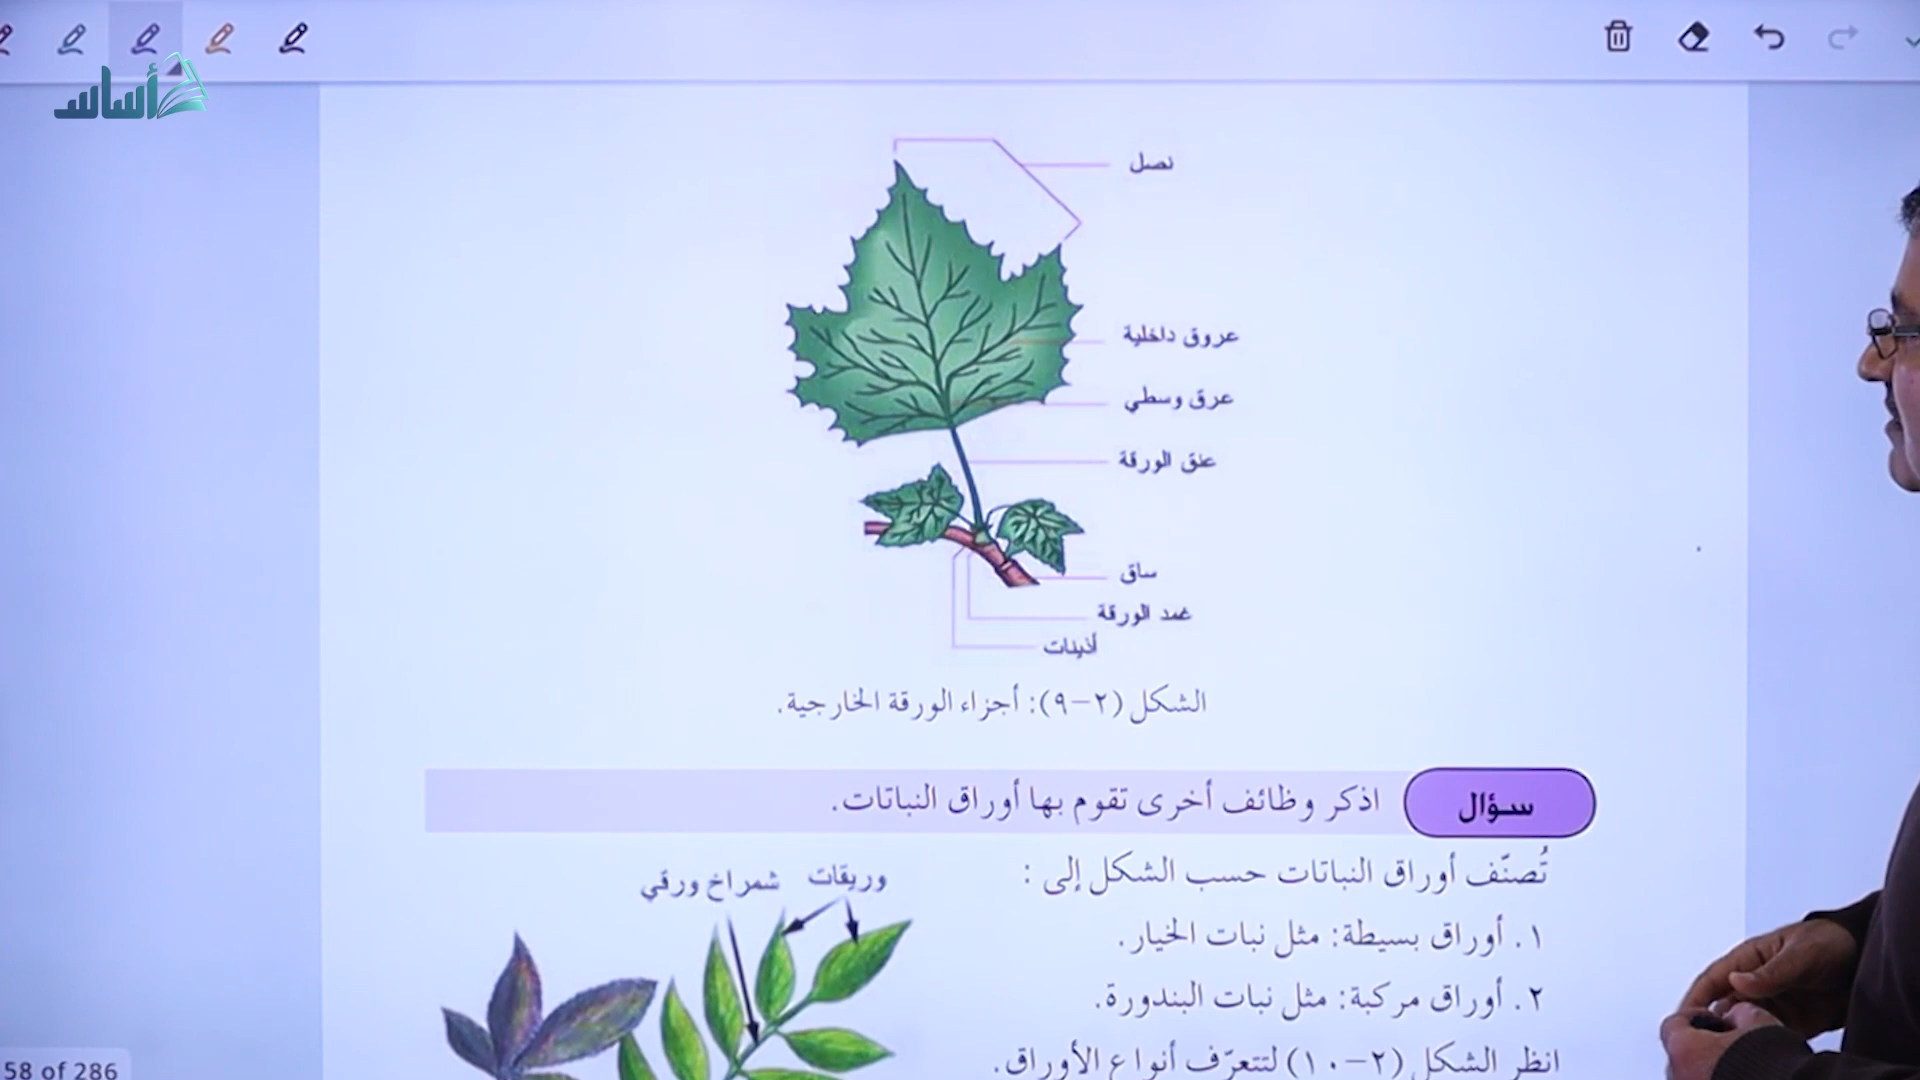 أساس
نصل
عروق داخلية
عرق وسطي
عنق الورقة
ساق
غمد الورقة
أذينات
الشكل (٢-٩): أجزاء الورقة الخارجية.
سؤال
اذكر وظائف أخرى تقوم بها أوراق النباتات.
تُصنّف أوراق النباتات حسب الشكل إلى :
١. أوراق بسيطة: مثل نبات الخيار.
٢. أوراق مركبة: مثل نبات البندورة.
انظر الشكل (٢-١٠) لتتعرّف أنواع الأوراق.
وريقات
شمراخ ورقي
58 of 286